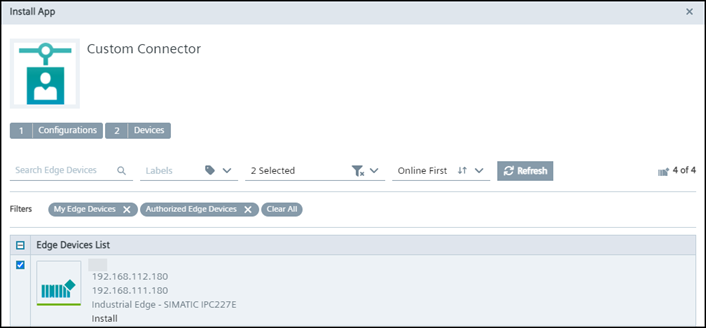 Install App
Custom Connector
1 Configurations 2 Devices
Search Edge Devices Labels 2 Selected Online First Refresh 4 of 4
Filters My Edge Devices Authorized Edge Devices Clear All
Edge Devices List
192.168.112.180
192.168.111.180
Industrial Edge - SIMATIC IPC227E
Install